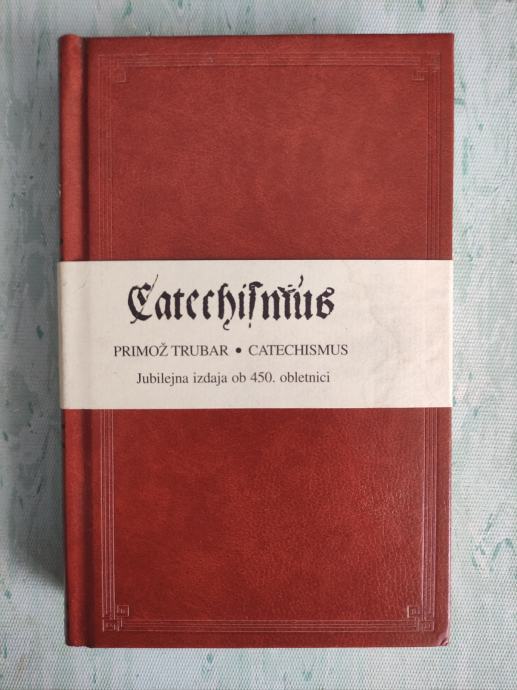 Catechismus
PRIMOŽ TRUBAR • CATECHISMUS
Jubilejna izdaja ob 450. obletnici